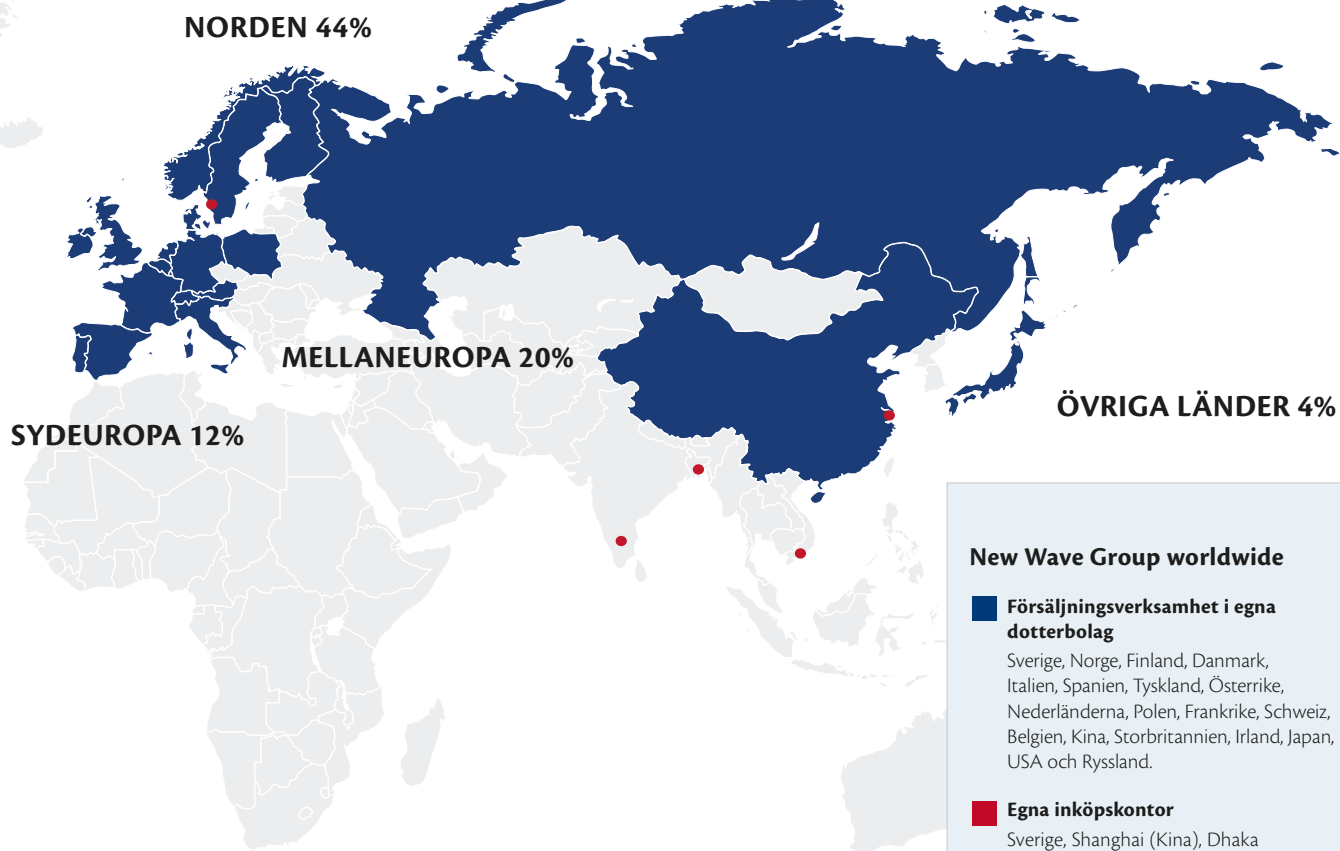 NORDEN 44%
MELLANEUROPA 20%
ÖVRIGA LÄNDER 4%
SYDEUROPA 12%
New Wave Group worldwide
Försäljningsverksamhet i egna
dotterbolag
Sverige, Norge, Finland, Danmark,
Italien, Spanien, Tyskland, Österrike,
Nederländerna, Polen, Frankrike, Schweiz,
Belgien, Kina, Storbritannien, Irland, Japan,
USA och Ryssland.
Egna inköpskontor
Sverige, Shanghai (Kina), Dhaka